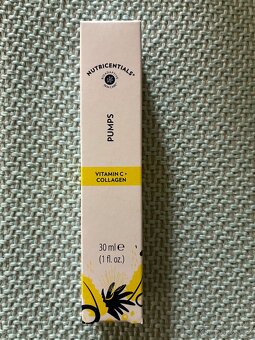 NUTRICENTIALS®
PUMPS
VITAMIN C +
COLLAGEN
30 ml ℮
(1 fl. oz.)